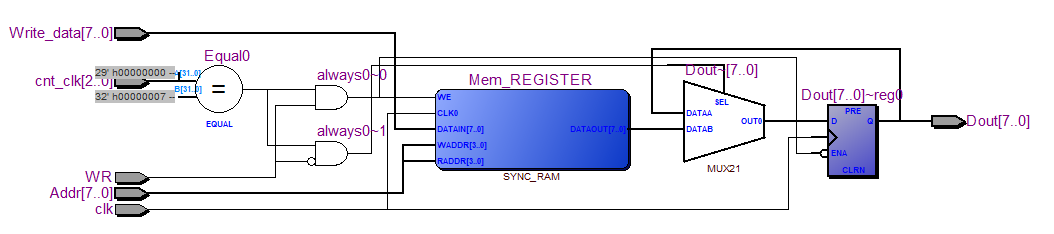 Write_data[7..0]
Equal0
29' h00000000 --
A[31..0]
cnt_clk[2..0]
32' h00000007 --
B[31..0]
=
EQUAL
always0~0
always0~1
WR
Addr[7..0]
clk
Mem_REGISTER
WE
CLK0
DATAIN[7..0]
WADDR[3..0]
RADDR[3..0]
DATAOUT[7..0]
SYNC_RAM
Dout~[7..0]
SEL
DATAA
DATAB
OUT0
MUX21
Dout[7..0]~reg0
PRE
D
Q
ENA
CLRN
Dout[7..0]